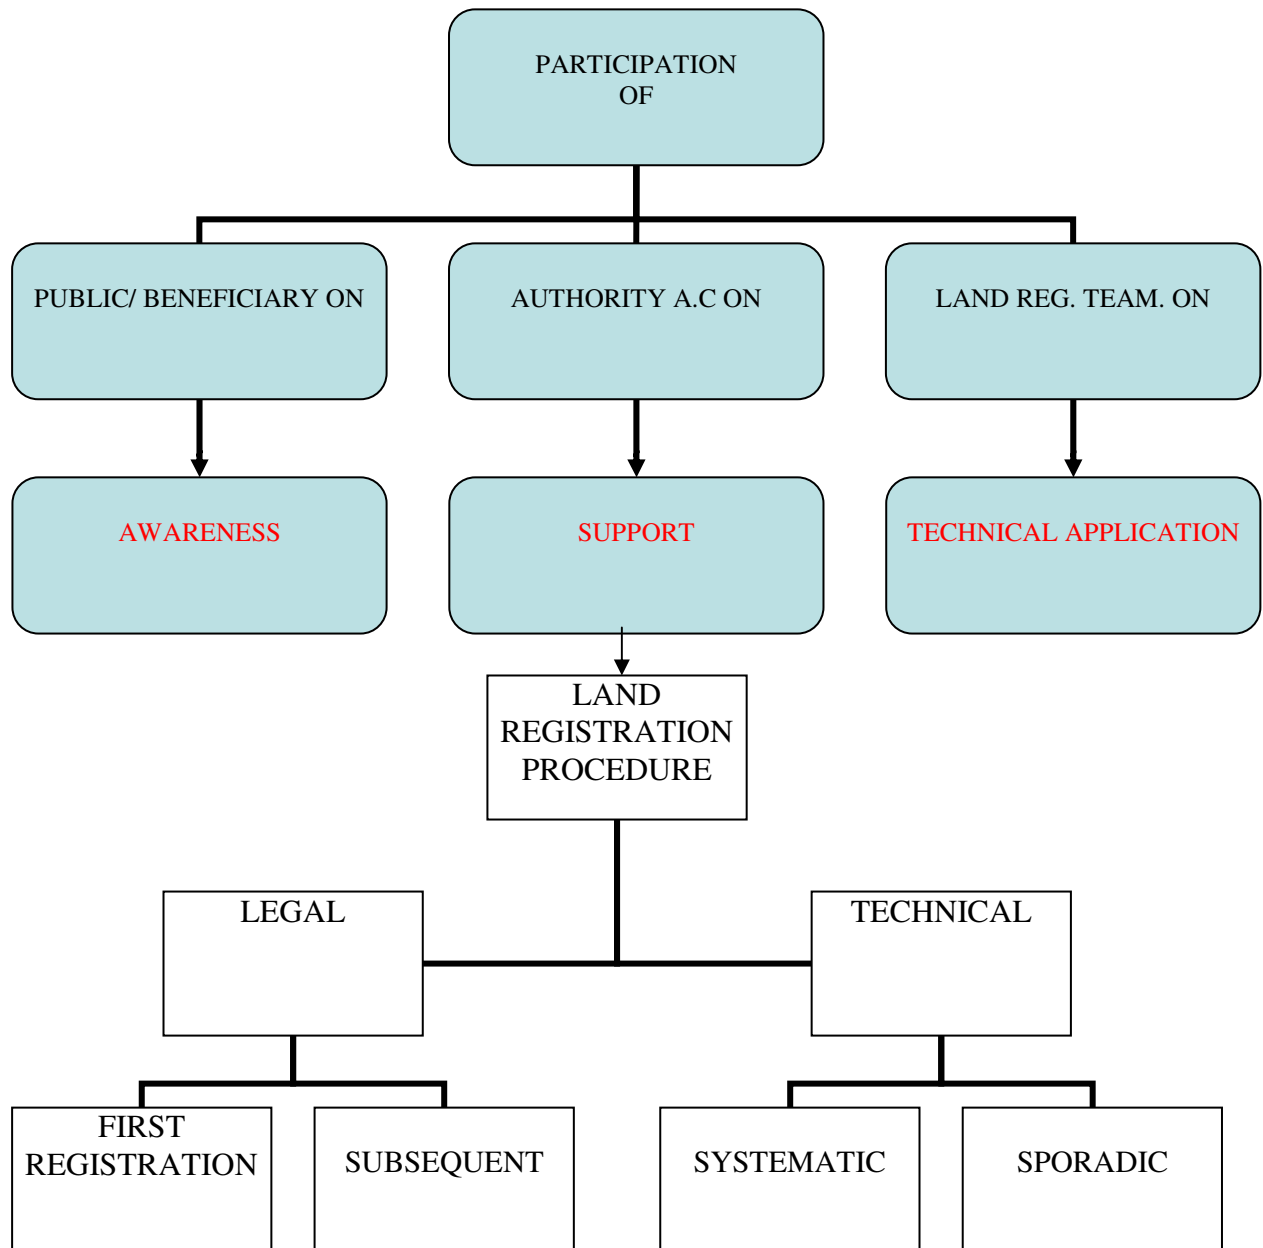 PARTICIPATION
OF
PUBLIC/ BENEFICIARY ON
AUTHORITY A.C ON
LAND REG. TEAM. ON
AWARENESS
SUPPORT
TECHNICAL APPLICATION
LAND
REGISTRATION
PROCEDURE
LEGAL
TECHNICAL
FIRST
REGISTRATION
SUBSEQUENT
SYSTEMATIC
SPORADIC